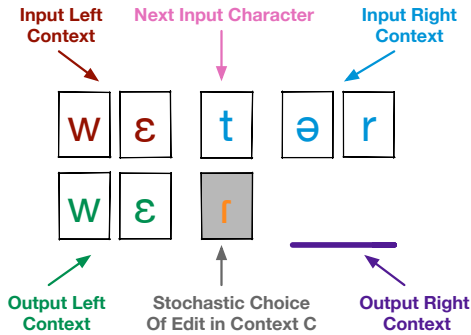 Input Left
Context
Next Input Character
Input Right
Context
w ɛ t ə r
w ɛ ɾ
Output Left
Context
Stochastic Choice
Of Edit in Context C
Output Right
Context